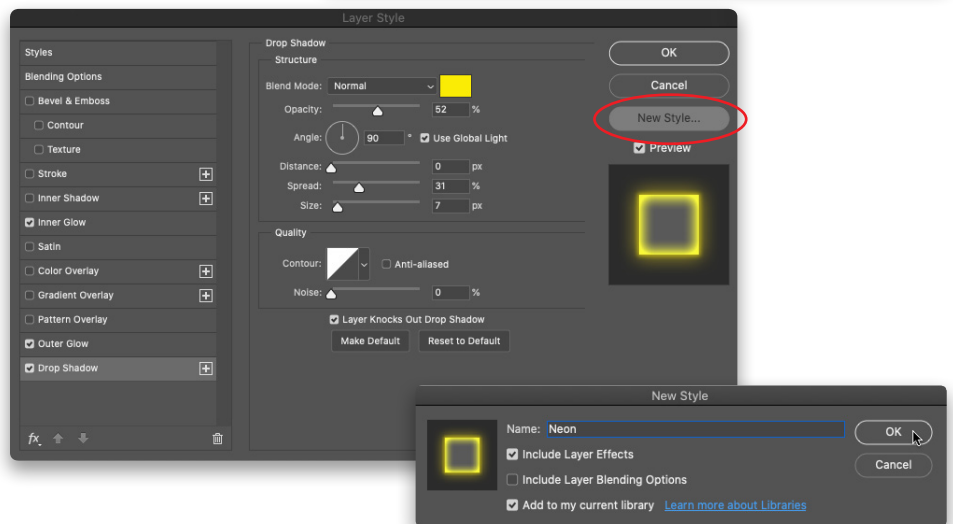 Layer Style
Styles
Blending Options
Bevel & Emboss
Contour
Texture
Stroke
Inner Shadow
Inner Glow
Satin
Color Overlay
Gradient Overlay
Pattern Overlay
Outer Glow
Drop Shadow
fx
Drop Shadow
Structure
Blend Mode: Normal
Opacity: 52 %
Angle: 90 ° Use Global Light
Distance: 0 px
Spread: 31 %
Size: 7 px
Quality
Contour: Anti-aliased
Noise: 0 %
Layer Knocks Out Drop Shadow
Make Default Reset to Default
OK
Cancel
New Style...
Preview
New Style
Name: Neon
Include Layer Effects
Include Layer Blending Options
Add to my current library Learn more about Libraries
OK
Cancel